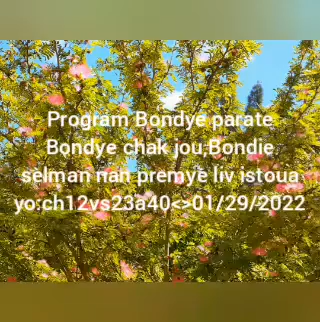 Program Bondye parate
Bondye chak jou,Bondie
selman nan premye liv istoua
yo:ch12vs23a40<>01/29/2022